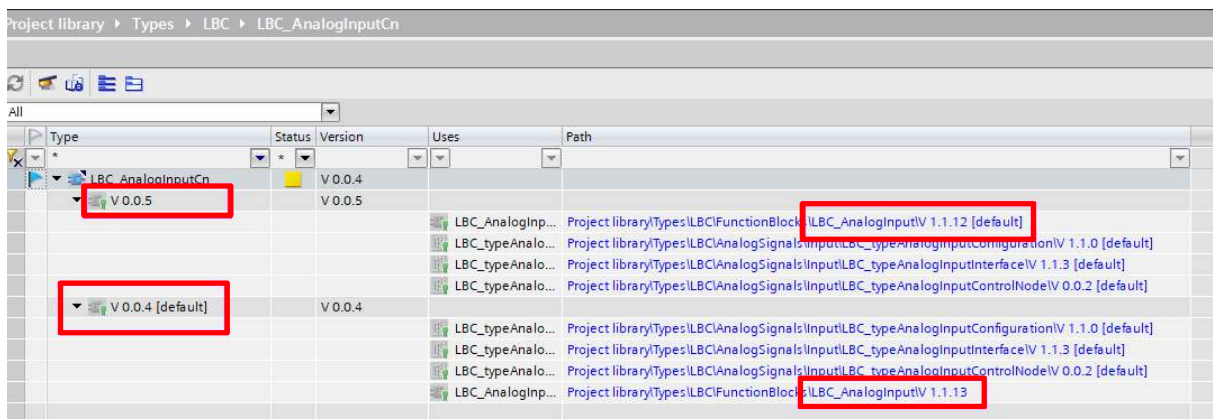 Project library ▸ Types ▸ LBC ▸ LBC_AnalogInputCn
All
Type Status Version Uses Path
* *
LBC_AnalogInputCn V 0.0.4
V 0.0.5 V 0.0.5
LBC_AnalogInp... Project library\Types\LBC\FunctionBlocks\LBC_AnalogInput\V 1.1.12 [default]
LBC_typeAnalo... Project library\Types\LBC\AnalogSignals\Input\LBC_typeAnalogInputConfiguration\V 1.1.0 [default]
LBC_typeAnalo... Project library\Types\LBC\AnalogSignals\Input\LBC_typeAnalogInputInterface\V 1.1.3 [default]
LBC_typeAnalo... Project library\Types\LBC\AnalogSignals\Input\LBC_typeAnalogInputControlNode\V 0.0.2 [default]
V 0.0.4 [default] V 0.0.4
LBC_typeAnalo... Project library\Types\LBC\AnalogSignals\Input\LBC_typeAnalogInputConfiguration\V 1.1.0 [default]
LBC_typeAnalo... Project library\Types\LBC\AnalogSignals\Input\LBC_typeAnalogInputInterface\V 1.1.3 [default]
LBC_typeAnalo... Project library\Types\LBC\AnalogSignals\Input\LBC_typeAnalogInputControlNode\V 0.0.2 [default]
LBC_AnalogInp... Project library\Types\LBC\FunctionBlocks\LBC_AnalogInput\V 1.1.13